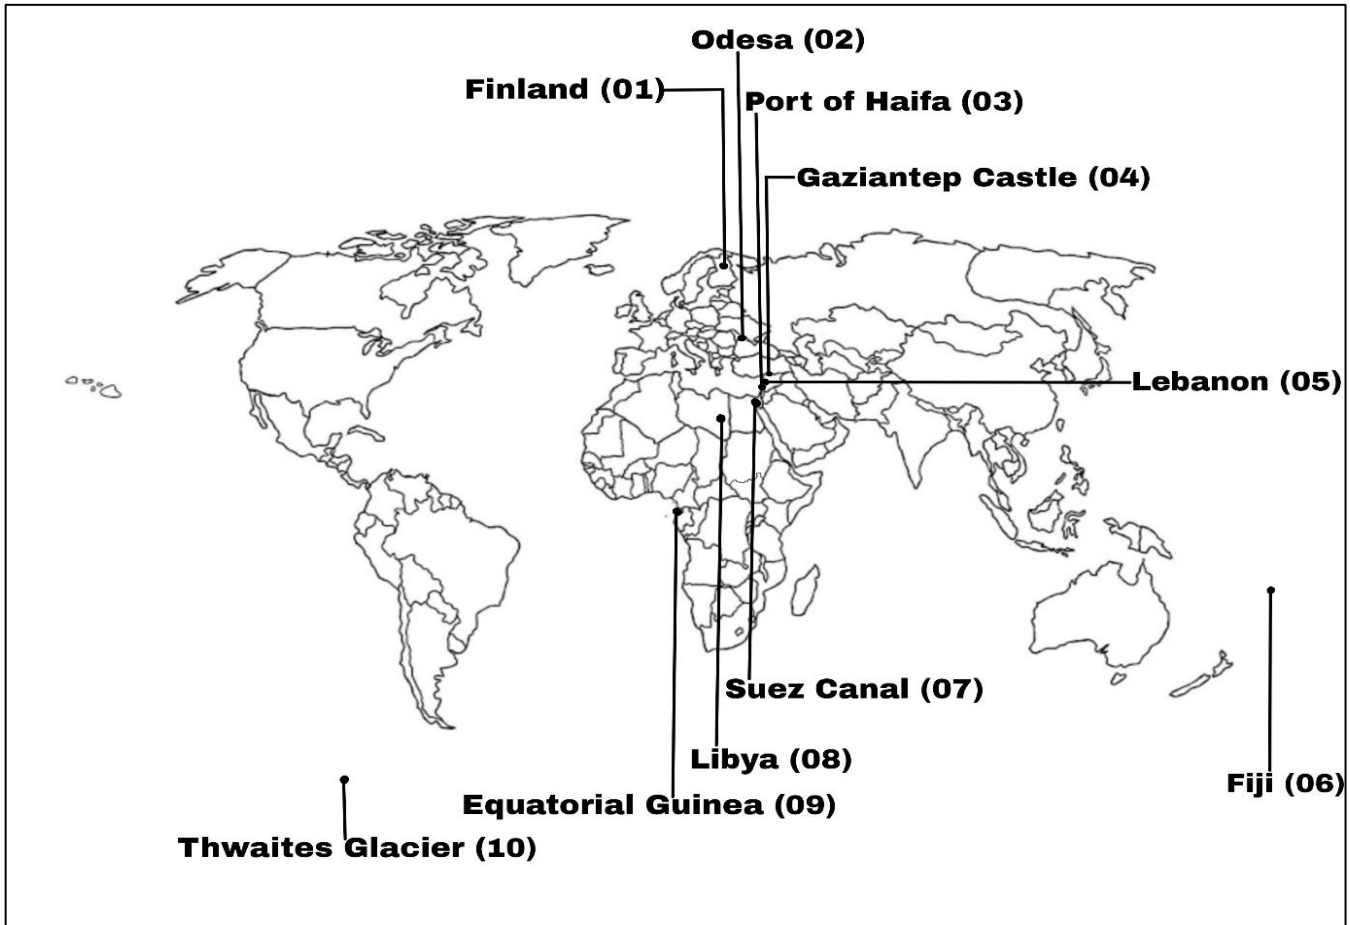 Odesa (02)
Finland (01)
Port of Haifa (03)
Gaziantep Castle (04)
Lebanon (05)
Suez Canal (07)
Libya (08)
Fiji (06)
Equatorial Guinea (09)
Thwaites Glacier (10)